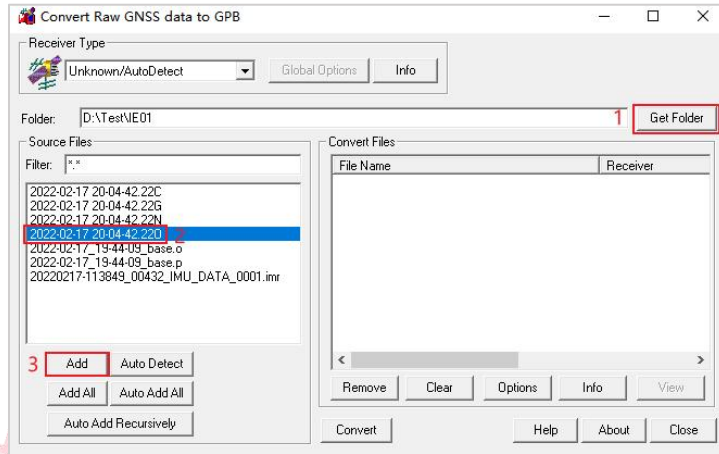 Convert Raw GNSS data to GPB
Receiver Type
Unknown/AutoDetect
Global Options
Info
Folder: D:\Test\IE01
1
Get Folder
Source Files
Filter: *.*
2022-02-17 20-04-42.22C
2022-02-17 20-04-42.22G
2022-02-17 20-04-42.22N
2022-02-17 20-04-42.22O 2
2022-02-17_19-44-09_base.o
2022-02-17_19-44-09_base.p
20220217-113849_00432_IMU_DATA_0001.imr
3 Add Auto Detect
Add All Auto Add All
Auto Add Recursively
Convert Files
File Name Receiver
Remove Clear Options Info View
Convert Help About Close